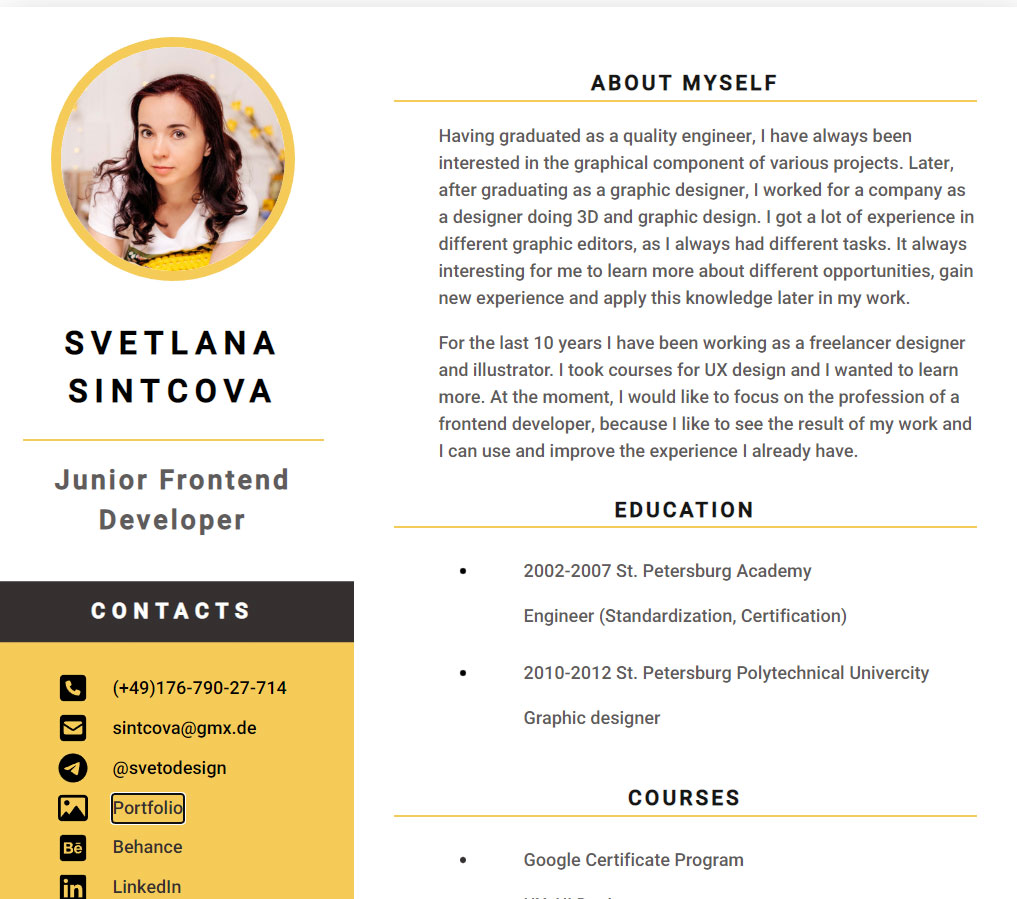 SVETLANA
SINTCOVA
Junior Frontend
Developer
CONTACTS
(+49)176-790-27-714
sintcova@gmx.de
@svetodesign
Portfolio
Bē
Behance
in
LinkedIn
ABOUT MYSELF
Having graduated as a quality engineer, I have always been
interested in the graphical component of various projects. Later,
after graduating as a graphic designer, I worked for a company as
a designer doing 3D and graphic design. I got a lot of experience in
different graphic editors, as I always had different tasks. It always
interesting for me to learn more about different opportunities, gain
new experience and apply this knowledge later in my work.
For the last 10 years I have been working as a freelancer designer
and illustrator. I took courses for UX design and I wanted to learn
more. At the moment, I would like to focus on the profession of a
frontend developer, because I like to see the result of my work and
I can use and improve the experience I already have.
EDUCATION
2002-2007 St. Petersburg Academy
Engineer (Standardization, Certification)
2010-2012 St. Petersburg Polytechnical Univercity
Graphic designer
COURSES
Google Certificate Program